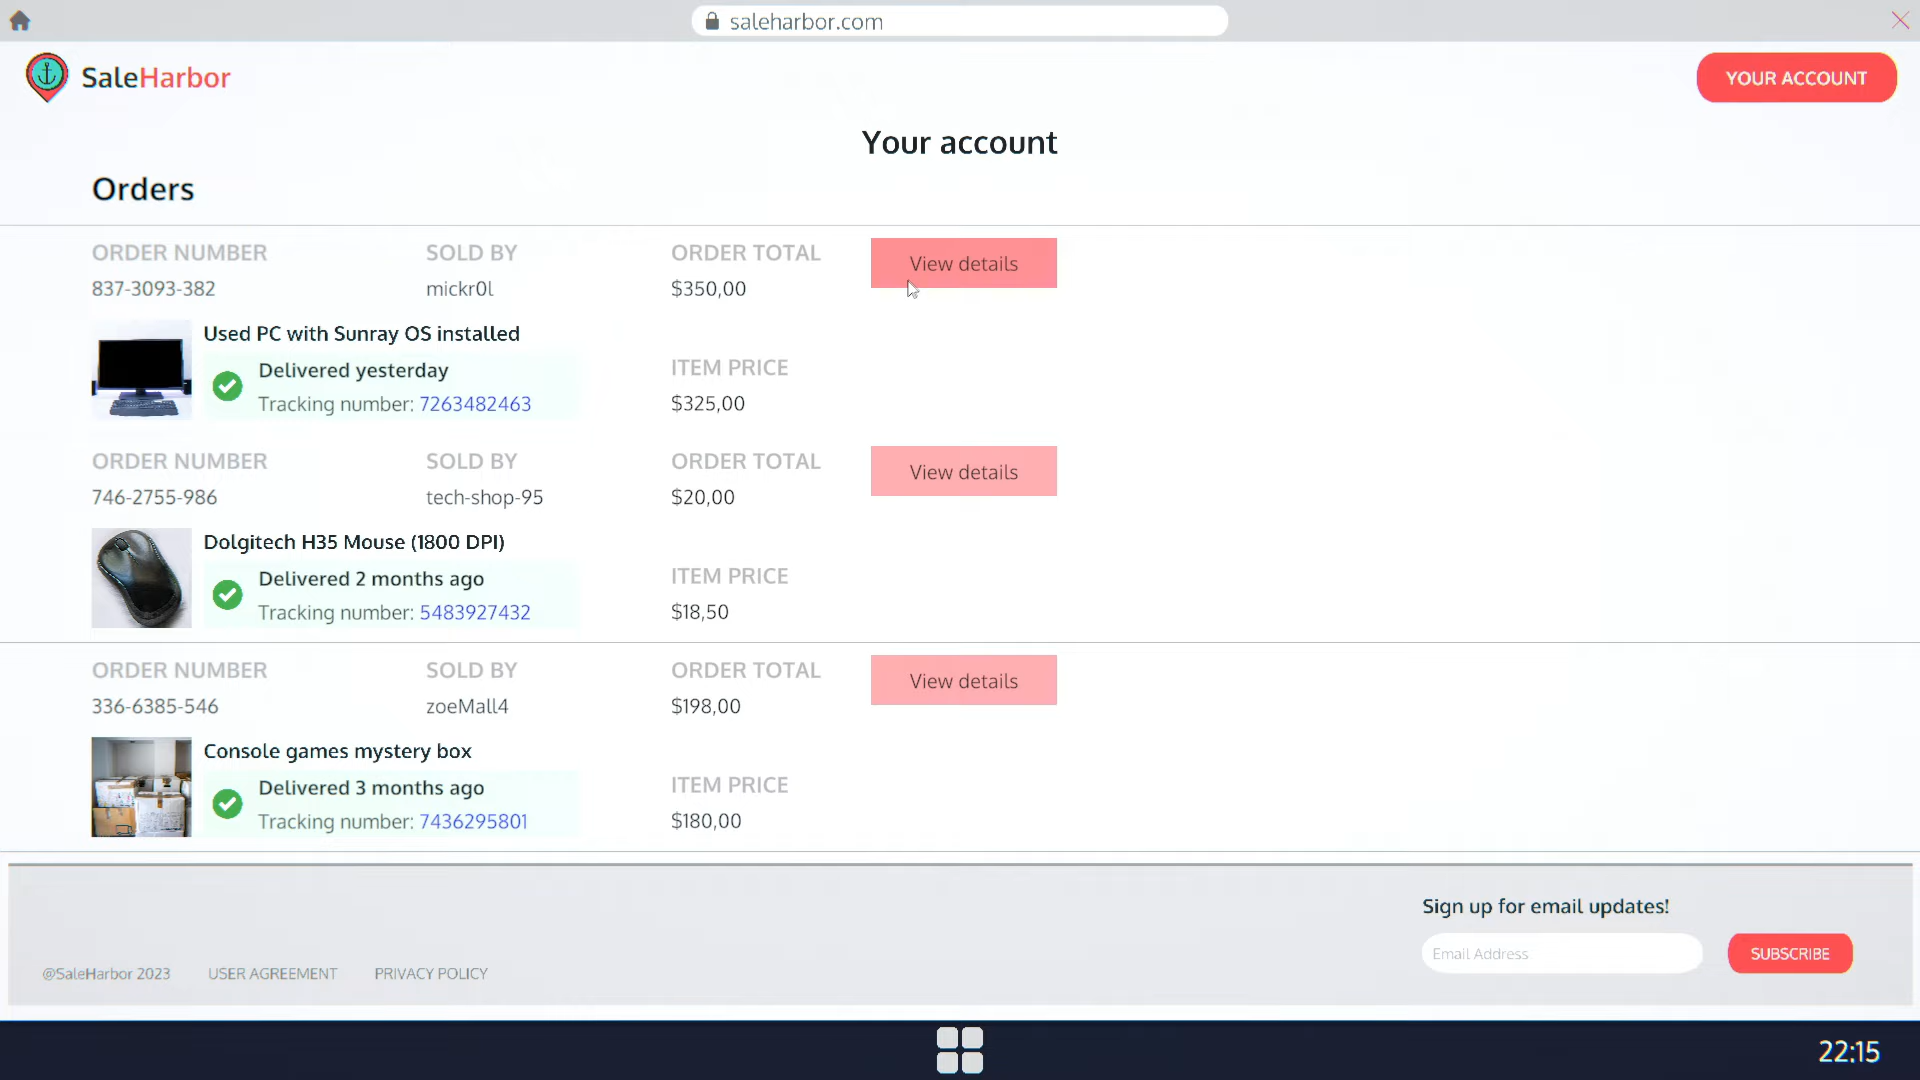 saleharbor.com
SaleHarbor
YOUR ACCOUNT
Your account
Orders
ORDER NUMBER SOLD BY ORDER TOTAL View details
837-3093-382 mickr0l $350,00
Used PC with Sunray OS installed
Delivered yesterday ITEM PRICE
Tracking number: 7263482463 $325,00
ORDER NUMBER SOLD BY ORDER TOTAL View details
746-2755-986 tech-shop-95 $20,00
Dolgitech H35 Mouse (1800 DPI)
Delivered 2 months ago ITEM PRICE
Tracking number: 5483927432 $18,50
ORDER NUMBER SOLD BY ORDER TOTAL View details
336-6385-546 zoeMall4 $198,00
Console games mystery box
Delivered 3 months ago ITEM PRICE
Tracking number: 7436295801 $180,00
Sign up for email updates!
Email Address SUBSCRIBE
@SaleHarbor 2023 USER AGREEMENT PRIVACY POLICY
22:15